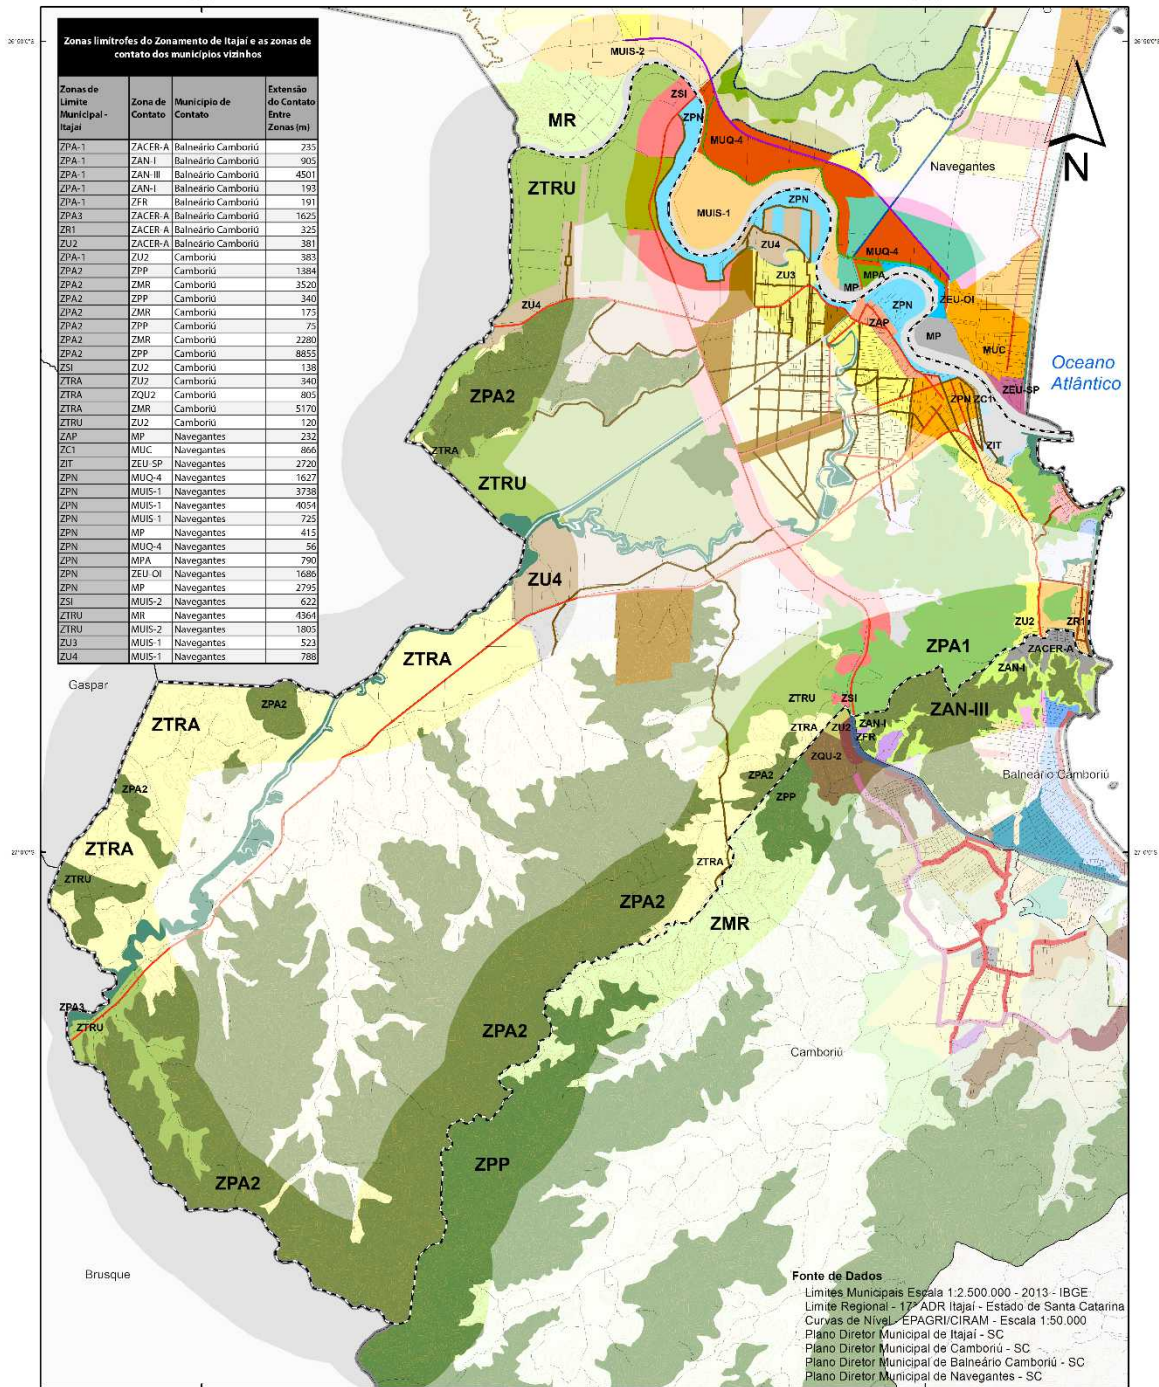 Zonas limítrofes do Zonamento de Itajaí e as zonas de
contato dos municípios vizinhos
Zonas de Limite Municipal - Itajaí | Zona de Contato | Município de Contato | Extensão do Contato Entre Zonas (m)
ZPA-1 ZACER-A Balneário Camboriú 235
ZPA-1 ZAN-I Balneário Camboriú 905
ZPA-1 ZAN-III Balneário Camboriú 4501
ZPA-1 ZAN-I Balneário Camboriú 193
ZPA-1 ZFR Balneário Camboriú 191
ZPA3 ZACER-A Balneário Camboriú 1625
ZR1 ZACER-A Balneário Camboriú 325
ZU2 ZACER-A Balneário Camboriú 381
ZPA-1 ZU2 Camboriú 383
ZPA2 ZPP Camboriú 1384
ZPA2 ZMR Camboriú 3520
ZPA2 ZPP Camboriú 340
ZPA2 ZMR Camboriú 175
ZPA2 ZPP Camboriú 75
ZPA2 ZMR Camboriú 2280
ZPA2 ZPP Camboriú 8855
ZSI ZU2 Camboriú 138
ZTRA ZU2 Camboriú 340
ZTRA ZQU2 Camboriú 805
ZTRA ZMR Camboriú 5170
ZTRU ZU2 Camboriú 120
ZAP MP Navegantes 232
ZC1 MUC Navegantes 866
ZIT ZEU-SP Navegantes 2720
ZPN MUQ-4 Navegantes 1627
ZPN MUIS-1 Navegantes 3738
ZPN MUIS-1 Navegantes 4054
ZPN MUIS-1 Navegantes 725
ZPN MP Navegantes 415
ZPN MUQ-4 Navegantes 56
ZPN MPA Navegantes 790
ZPN ZEU-OI Navegantes 1686
ZPN MP Navegantes 2795
ZSI MUIS-2 Navegantes 622
ZTRU MR Navegantes 4364
ZTRU MUIS-2 Navegantes 1805
ZU3 MUIS-1 Navegantes 523
ZU4 MUIS-1 Navegantes 788
MUIS-2
ZSI
ZPN
MR
MUQ-4
Navegantes
N
ZTRU
MUIS-1
ZPN
ZU4
MUQ-4
ZU3
MPA
MP
ZEU-OI
ZPN
ZU4
ZAP
MP
MUC
Oceano
Atlântico
ZPA2
ZEU-SP
ZPN ZC1
ZIT
ZTRA
ZTRU
ZU4
ZU2
ZR1
ZPA1
ZACER-A
ZTRA
ZAN-I
Gaspar
ZPA2
ZTRU
ZSI
ZAN-III
ZTRA
ZTRA
ZU2
ZAN-I
ZFR
ZQU-2
Balneário Camboriú
ZPA2
ZPA2
ZPP
ZTRA
ZTRA
ZTRU
ZPA2
ZMR
ZPA3
ZTRU
ZPA2
Camboriú
ZPP
ZPA2
Brusque
Fonte de Dados
Limites Municipais Escala 1:2.500.000 - 2013 - IBGE
Limite Regional - 17ª ADR Itajaí - Estado de Santa Catarina
Curvas de Nível - EPAGRI/CIRAM - Escala 1:50.000
Plano Diretor Municipal de Itajaí - SC
Plano Diretor Municipal de Camboriú - SC
Plano Diretor Municipal de Balneário Camboriú - SC
Plano Diretor Municipal de Navegantes - SC